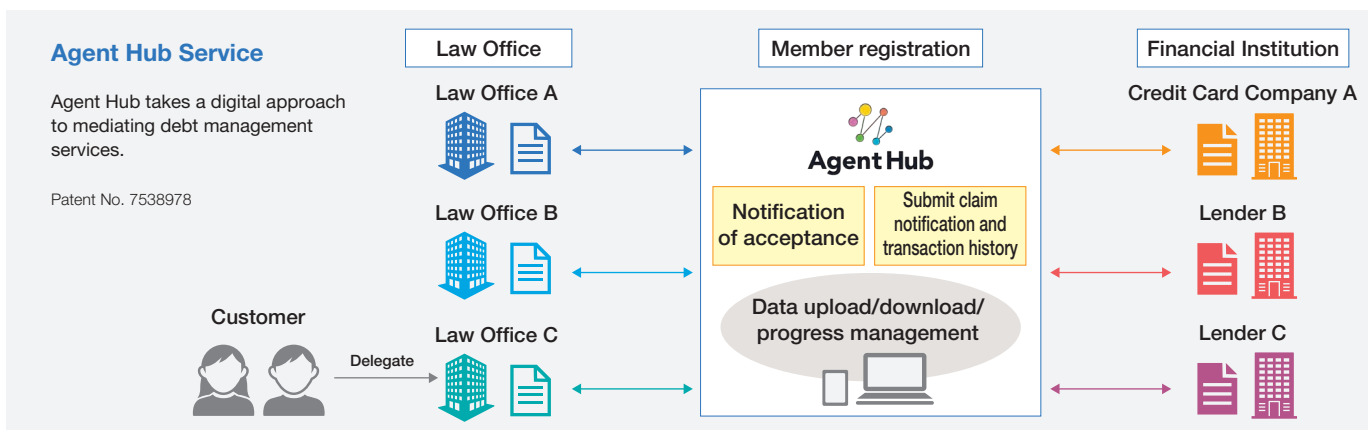 Agent Hub Service
Agent Hub takes a digital approach
to mediating debt management
services.
Patent No. 7538978
Customer
Delegate
Law Office
Law Office A
Law Office B
Law Office C
Member registration
Agent Hub
Notification
of acceptance
Submit claim
notification and
transaction history
Data upload/download/
progress management
Financial Institution
Credit Card Company A
Lender B
Lender C